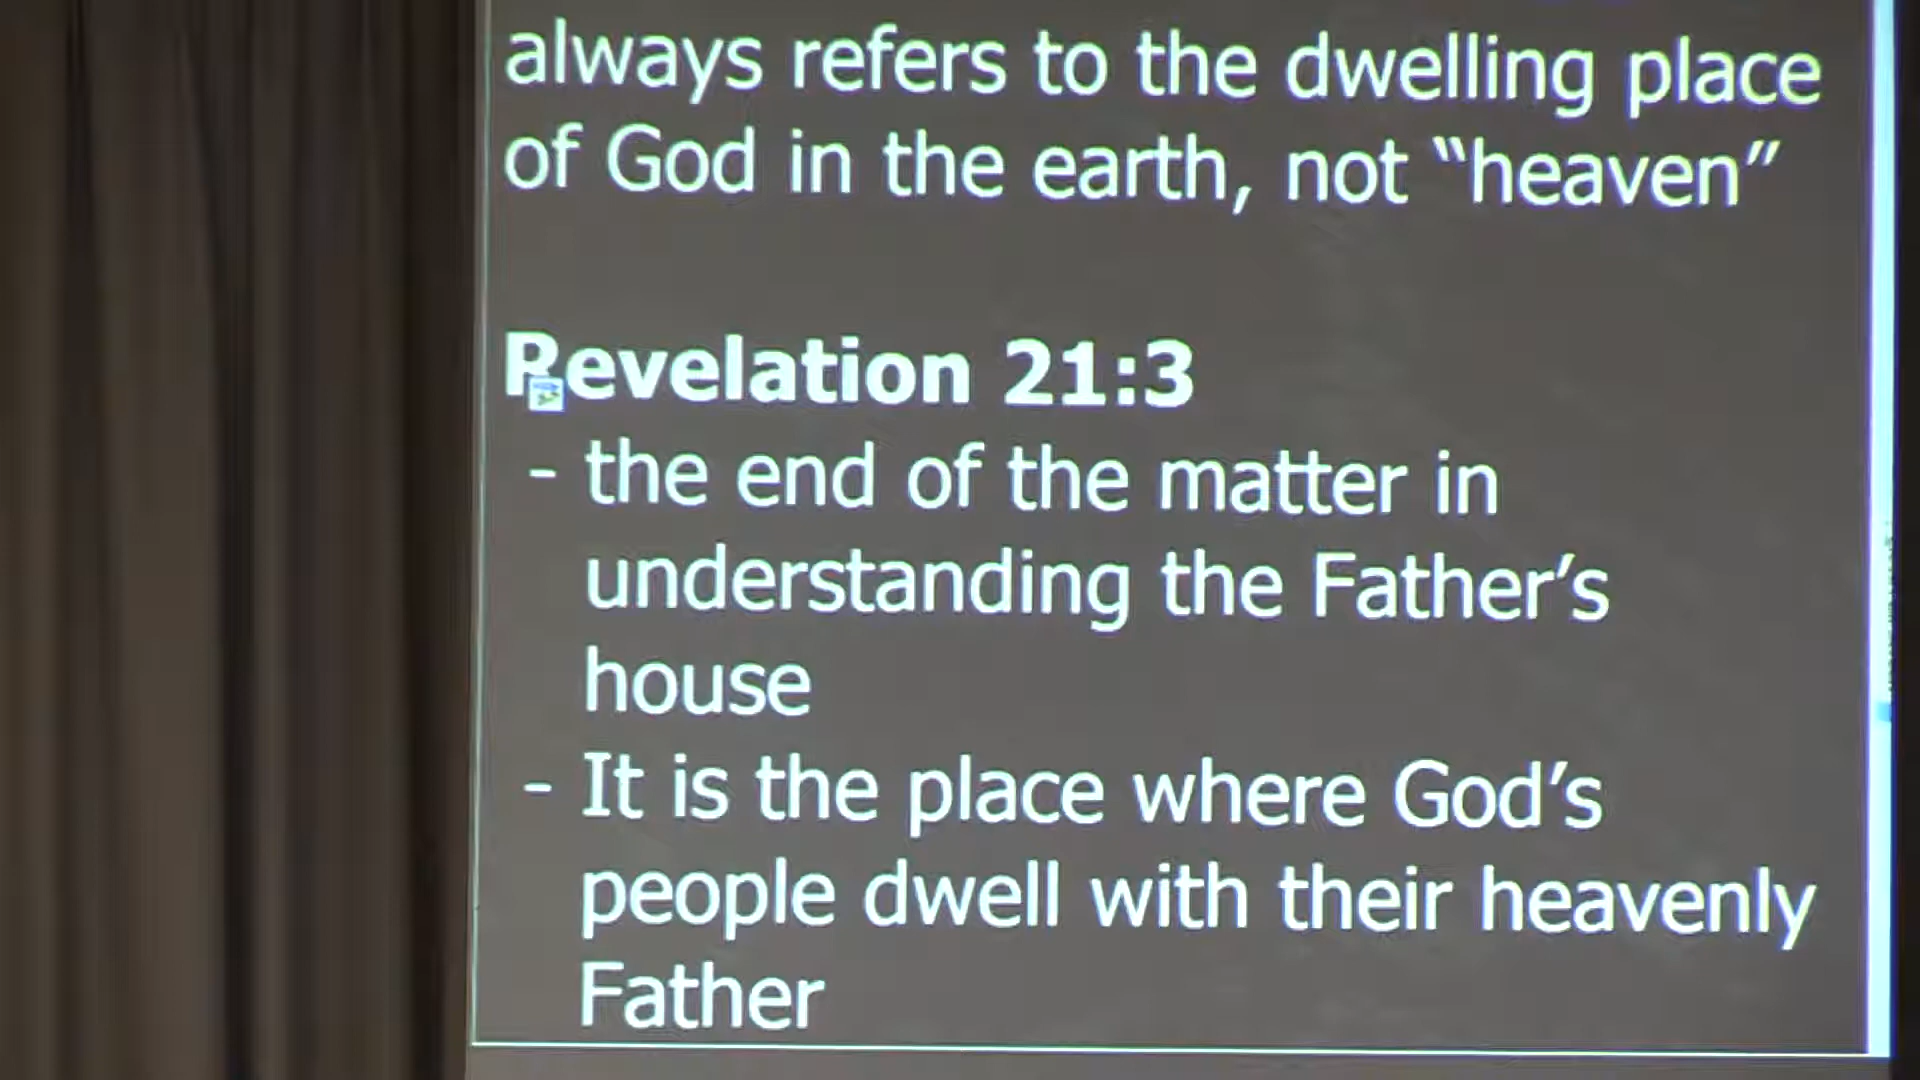 always refers to the dwelling place
of God in the earth, not “heaven”
Revelation 21:3
- the end of the matter in
understanding the Father’s
house
- It is the place where God’s
people dwell with their heavenly
Father